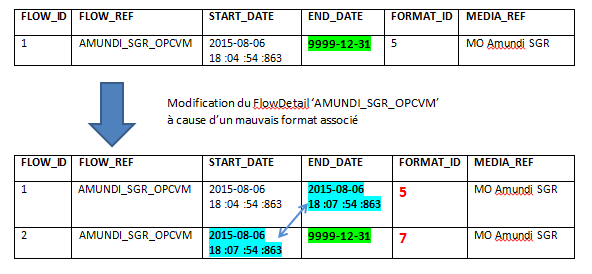 FLOW_ID FLOW_REF START_DATE END_DATE FORMAT_ID MEDIA_REF
1 AMUNDI_SGR_OPCVM 2015-08-06 9999-12-31 5 MO Amundi SGR
18 :04 :54 :863
Modification du FlowDetail ‘AMUNDI_SGR_OPCVM’
à cause d’un mauvais format associé
FLOW_ID FLOW_REF START_DATE END_DATE FORMAT_ID MEDIA_REF
1 AMUNDI_SGR_OPCVM 2015-08-06 2015-08-06 5 MO Amundi SGR
18 :04 :54 :863 18 :07 :54 :863
2 AMUNDI_SGR_OPCVM 2015-08-06 9999-12-31 7 MO Amundi SGR
18 :07 :54 :863